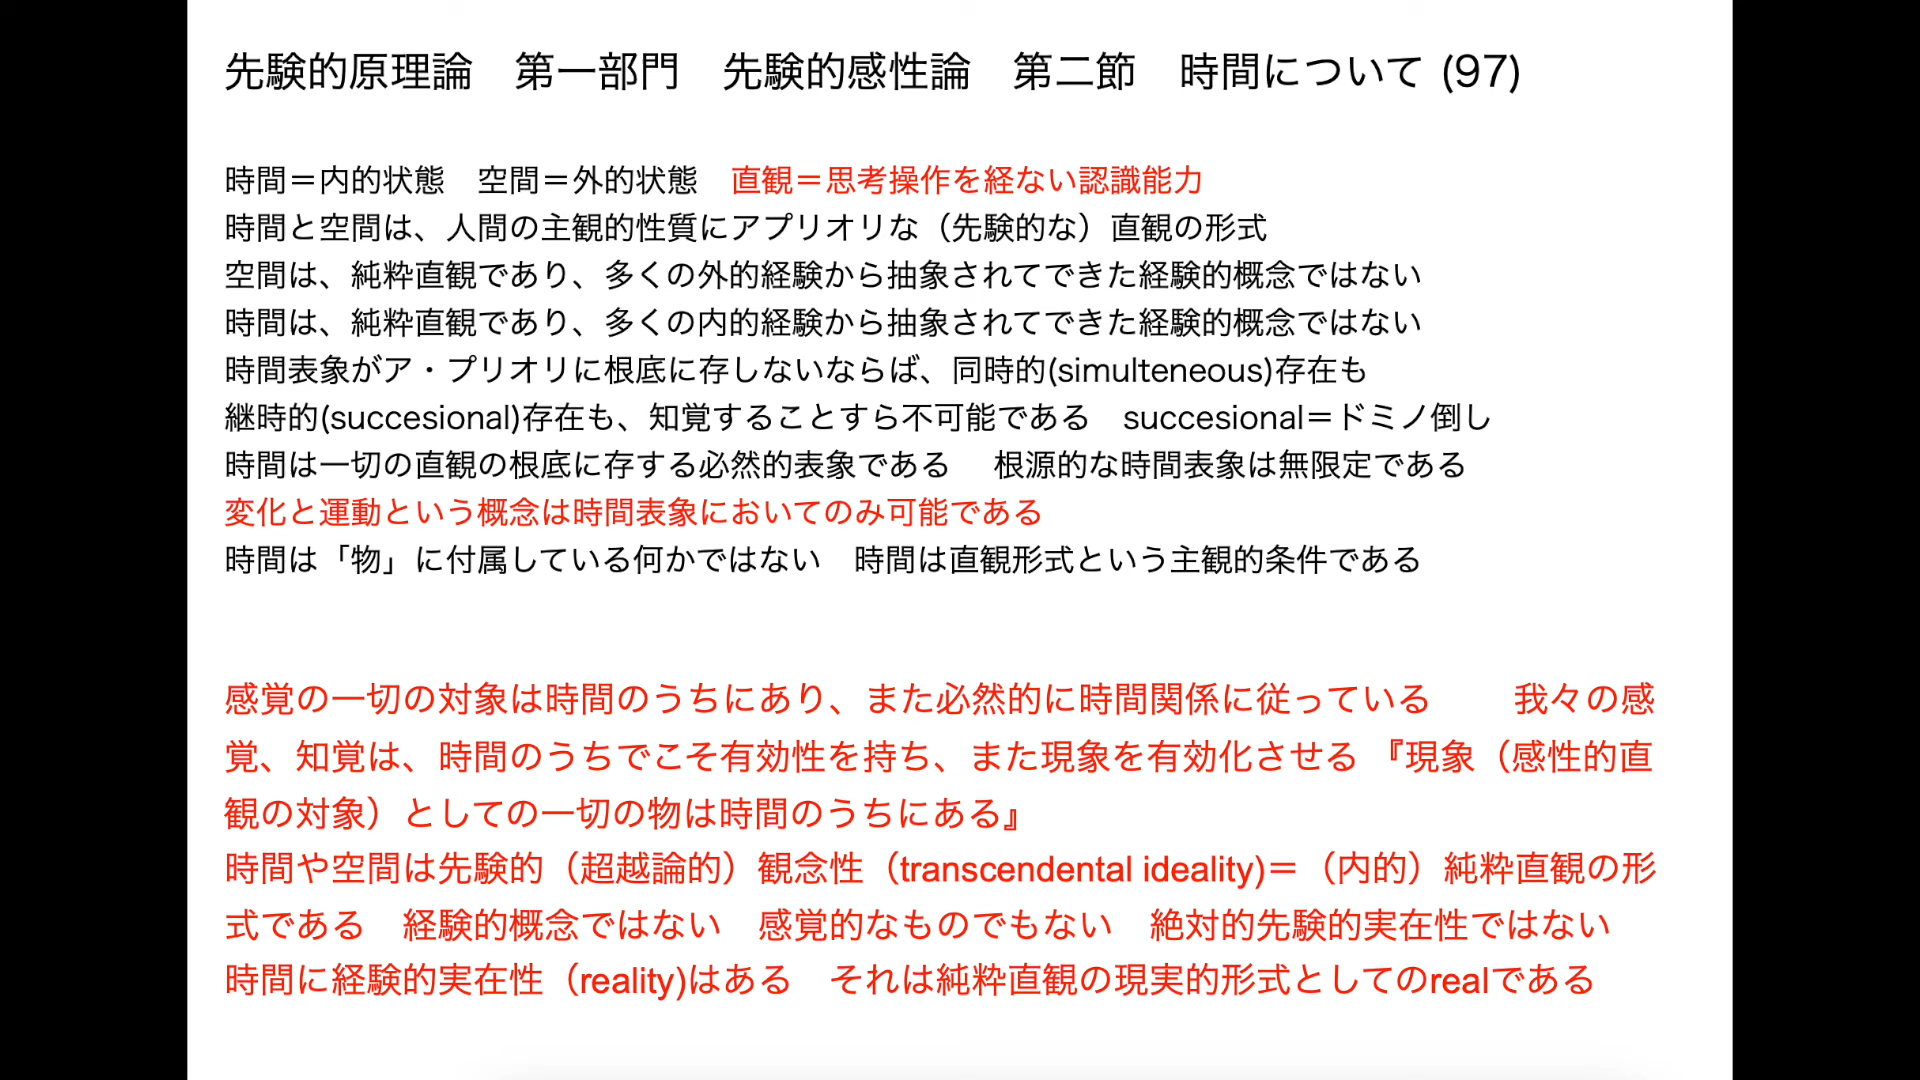 先験的原理論　第一部門　先験的感性論　第二節　時間について (97)
時間＝内的状態　空間＝外的状態　直観＝思考操作を経ない認識能力
時間と空間は、人間の主観的性質にアプリオリな（先験的な）直観の形式
空間は、純粋直観であり、多くの外的経験から抽象されてできた経験的概念ではない
時間は、純粋直観であり、多くの内的経験から抽象されてできた経験的概念ではない
時間表象がア・プリオリに根底に存しないならば、同時的(simulteneous)存在も
継時的(succesional)存在も、知覚することすら不可能である　succesional＝ドミノ倒し
時間は一切の直観の根底に存する必然的表象である　 根源的な時間表象は無限定である
変化と運動という概念は時間表象においてのみ可能である
時間は「物」に付属している何かではない　時間は直観形式という主観的条件である
感覚の一切の対象は時間のうちにあり、また必然的に時間関係に従っている　　 我々の感
覚、知覚は、時間のうちでこそ有効性を持ち、また現象を有効化させる 『現象（感性的直
観の対象）としての一切の物は時間のうちにある』
時間や空間は先験的（超越論的）観念性（transcendental ideality)＝（内的）純粋直観の形
式である　経験的概念ではない　感覚的なものでもない　絶対的先験的実在性ではない
時間に経験的実在性（reality)はある　それは純粋直観の現実的形式としてのrealである